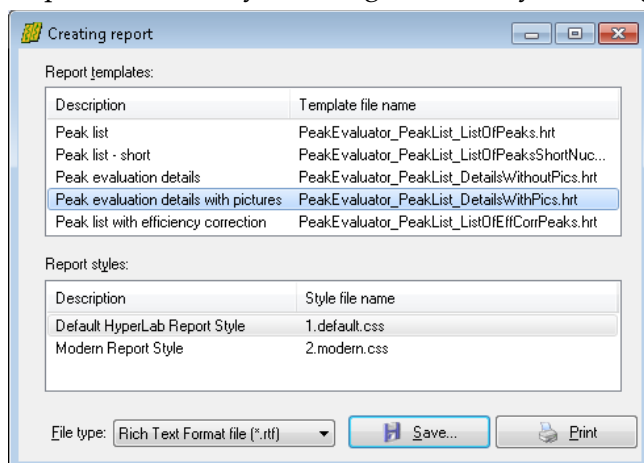 Creating report
Report templates:
Description Template file name
Peak list PeakEvaluator_PeakList_ListOfPeaks.hrt
Peak list - short PeakEvaluator_PeakList_ListOfPeaksShortNuc...
Peak evaluation details PeakEvaluator_PeakList_DetailsWithoutPics.hrt
Peak evaluation details with pictures PeakEvaluator_PeakList_DetailsWithPics.hrt
Peak list with efficiency correction PeakEvaluator_PeakList_ListOfEffCorrPeaks.hrt
Report styles:
Description Style file name
Default HyperLab Report Style 1.default.css
Modern Report Style 2.modern.css
File type: Rich Text Format file (*.rtf) Save... Print